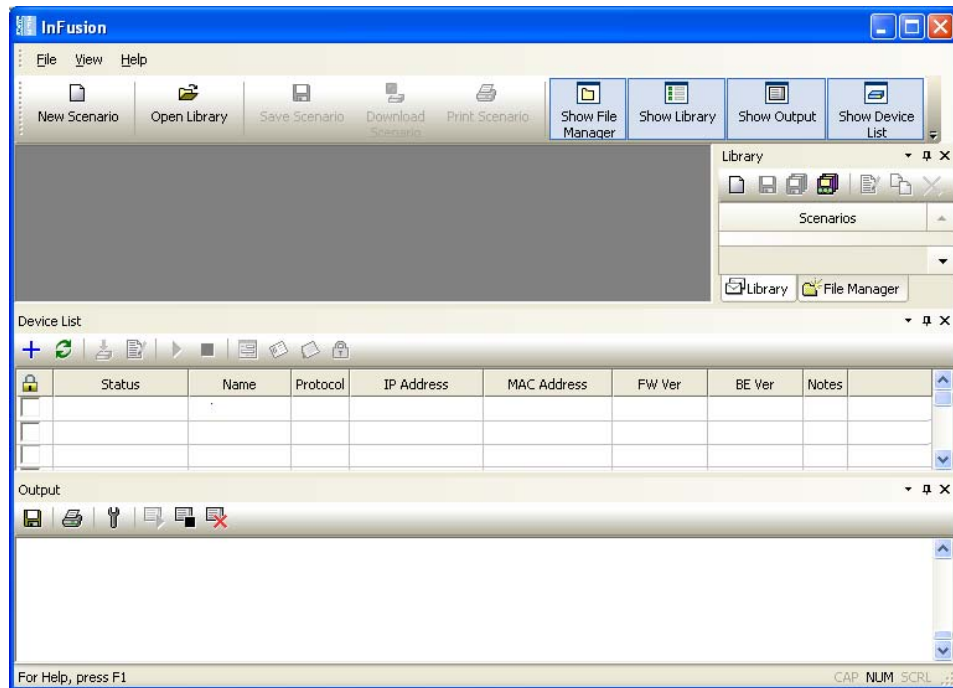 InFusion
File View Help
New Scenario Open Library Save Scenario Download Scenario Print Scenario Show File Manager Show Library Show Output Show Device List
Library
Scenarios
Library File Manager
Device List
Status Name Protocol IP Address MAC Address FW Ver BE Ver Notes
Output
For Help, press F1 CAP NUM SCRL